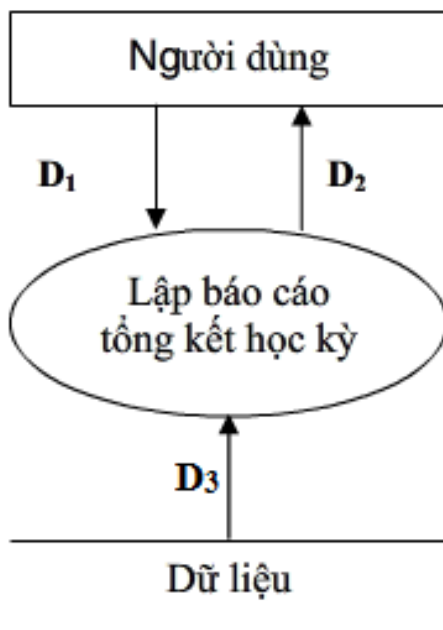 Người dùng
D₁
D₂
Lập báo cáo
tổng kết học kỳ
D3
Dữ liệu